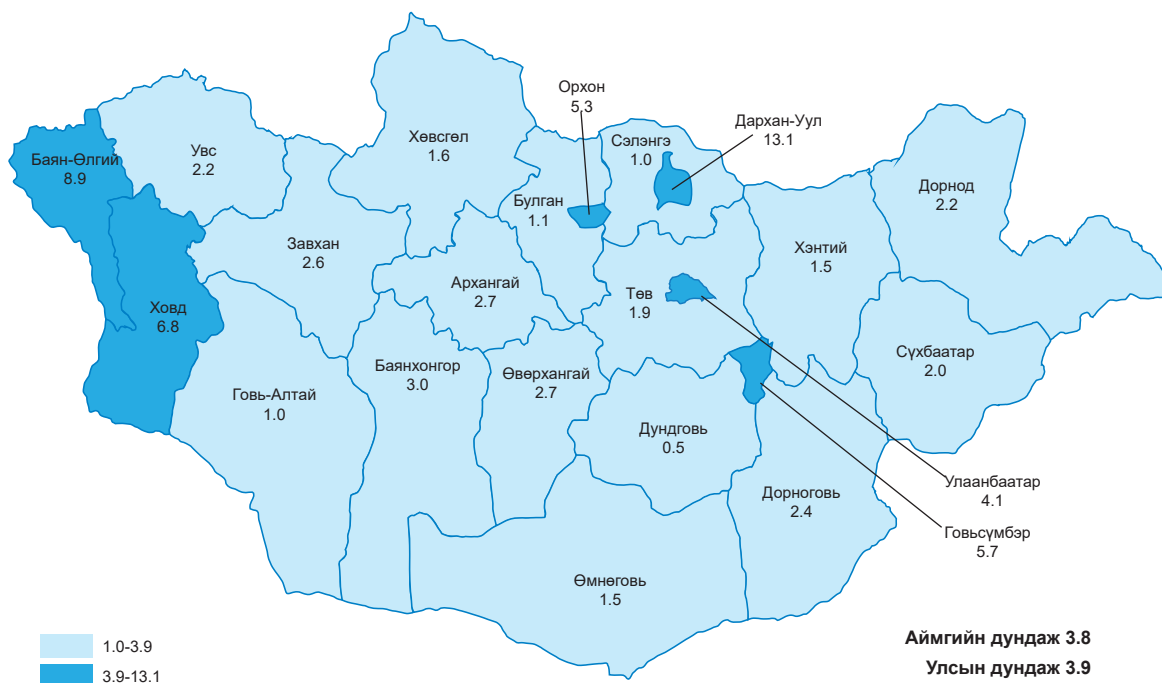 Орхон
5.3
Дархан-Уул
13.1
Хөвсгөл
1.6
Сэлэнгэ
1.0
Увс
2.2
Баян-Өлгий
8.9
Дорнод
2.2
Булган
1.1
Завхан
2.6
Хэнтий
1.5
Архангай
2.7
Төв
1.9
Ховд
6.8
Сүхбаатар
2.0
Баянхонгор
3.0
Өвөрхангай
2.7
Говь-Алтай
1.0
Дундговь
0.5
Улаанбаатар
4.1
Дорноговь
2.4
Говьсүмбэр
5.7
Өмнөговь
1.5
1.0-3.9
3.9-13.1
Аймгийн дундаж 3.8
Улсын дундаж 3.9